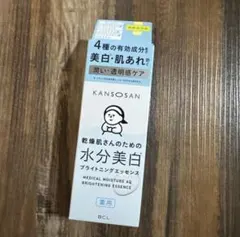 4種の有効成分
美白・肌あれ
潤い・透明感ケア
KANSOSAN
乾燥肌さんのための
水分美白
ブライトニングエッセンス
MEDICAL MOISTURE AQ
BRIGHTENING ESSENCE
薬用
BCL